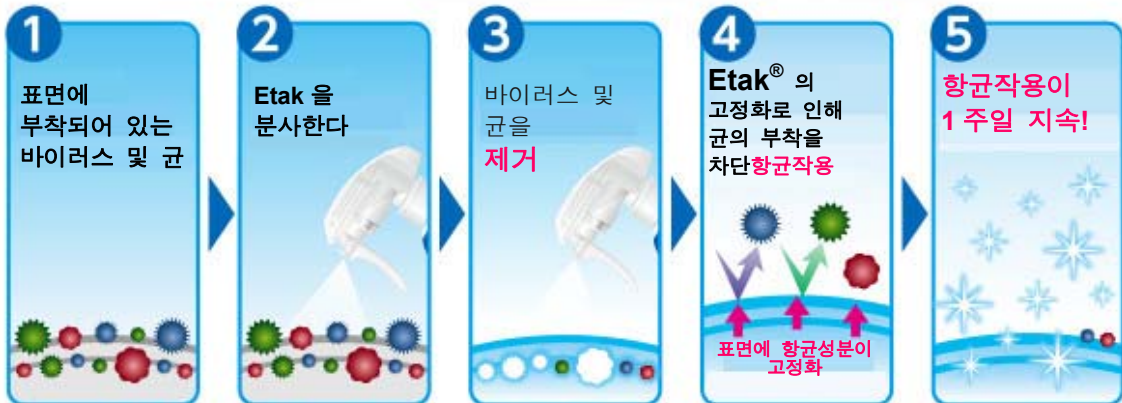 1
표면에
부착되어 있는
바이러스 및 균
2
Etak 을
분사한다
3
바이러스 및
균을
제거
4
Etak® 의
고정화로 인해
균의 부착을
차단항균작용
표면에 항균성분이
고정화
5
항균작용이
1 주일 지속!